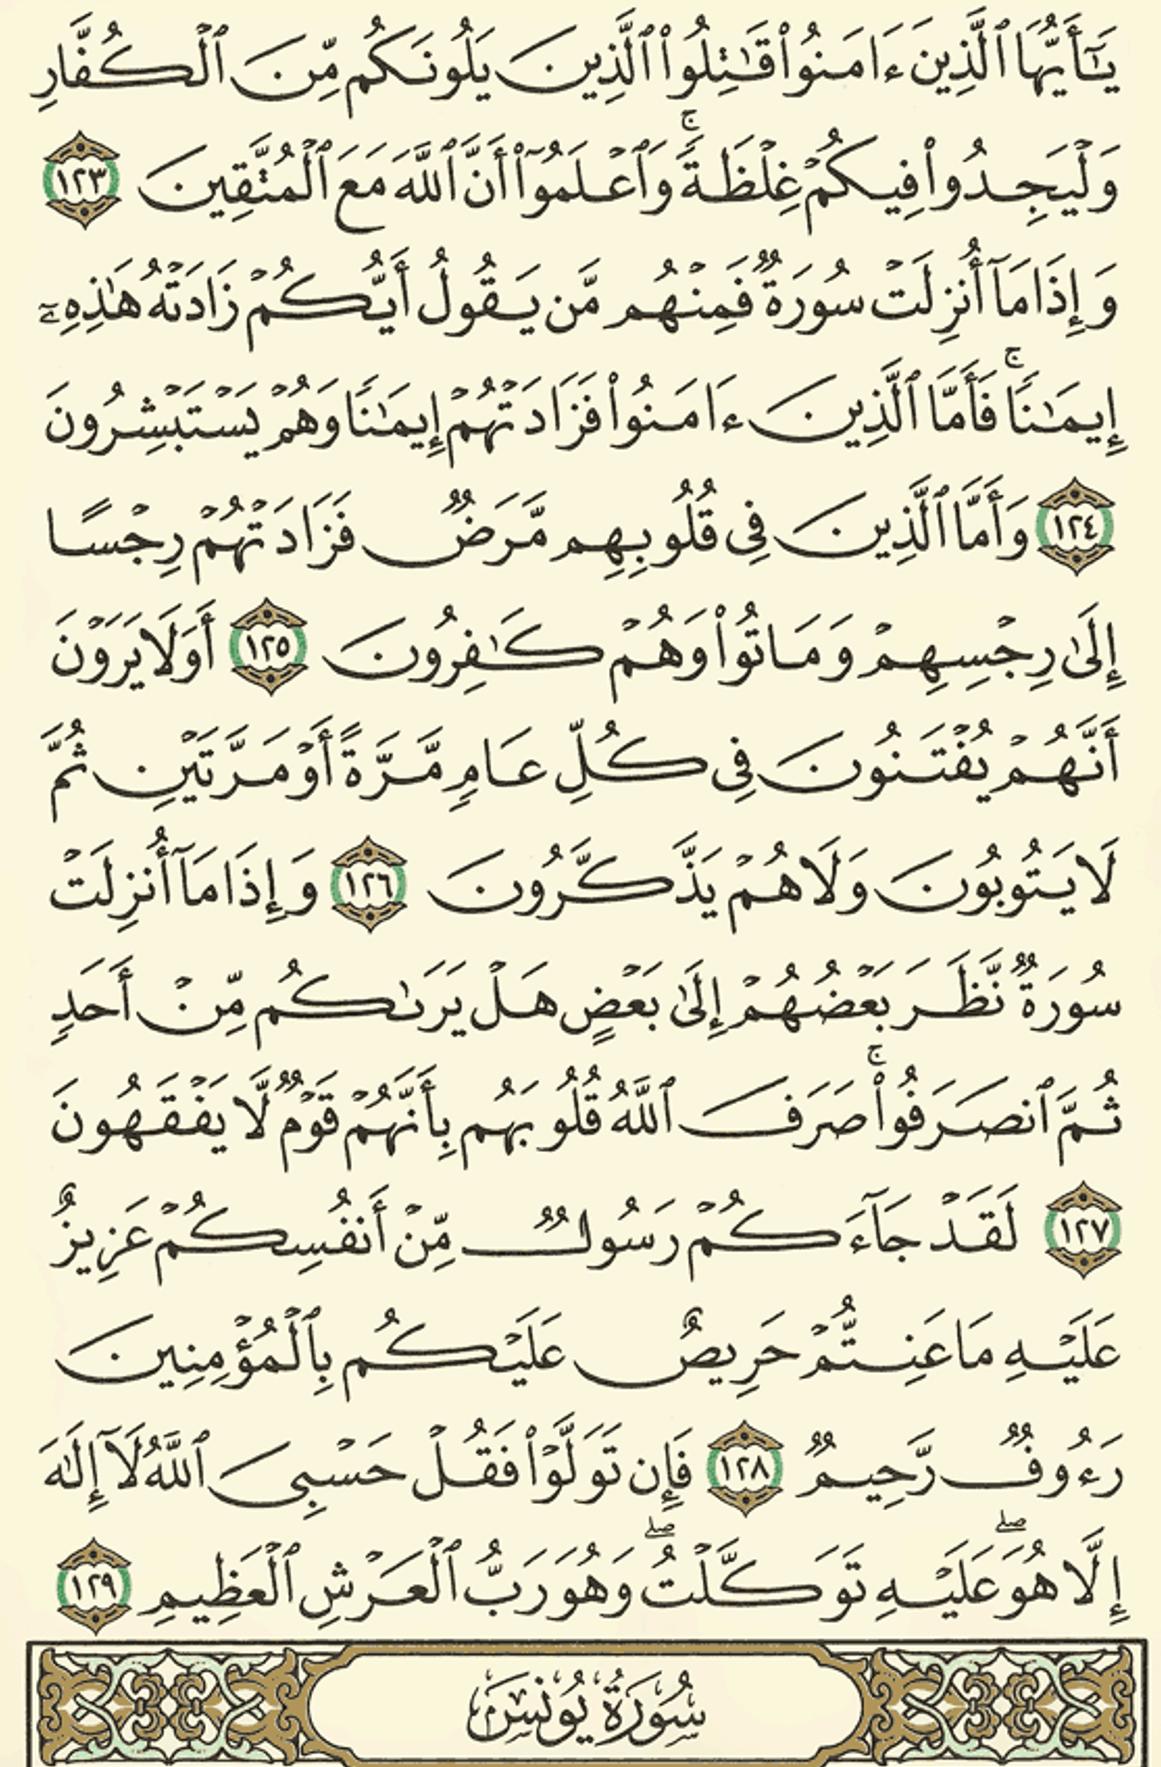 يَـٰٓأَيُّهَا ٱلَّذِينَ ءَامَنُوا۟ قَـٰتِلُوا۟ ٱلَّذِينَ يَلُونَكُم مِّنَ ٱلْكُفَّارِ
وَلْيَجِدُوا۟ فِيكُمْ غِلْظَةً ۚ وَٱعْلَمُوٓا۟ أَنَّ ٱللَّهَ مَعَ ٱلْمُتَّقِينَ ١٢٣
وَإِذَا مَآ أُنزِلَتْ سُورَةٌ فَمِنْهُم مَّن يَقُولُ أَيُّكُمْ زَادَتْهُ هَـٰذِهِۦٓ
إِيمَـٰنًا ۚ فَأَمَّا ٱلَّذِينَ ءَامَنُوا۟ فَزَادَتْهُمْ إِيمَـٰنًا وَهُمْ يَسْتَبْشِرُونَ
١٢٤ وَأَمَّا ٱلَّذِينَ فِى قُلُوبِهِم مَّرَضٌ فَزَادَتْهُمْ رِجْسًا
إِلَىٰ رِجْسِهِمْ وَمَاتُوا۟ وَهُمْ كَـٰفِرُونَ ١٢٥ أَوَلَا يَرَوْنَ
أَنَّهُمْ يُفْتَنُونَ فِى كُلِّ عَامٍ مَّرَّةً أَوْ مَرَّتَيْنِ ثُمَّ
لَا يَتُوبُونَ وَلَا هُمْ يَذَّكَّرُونَ ١٢٦ وَإِذَا مَآ أُنزِلَتْ
سُورَةٌ نَّظَرَ بَعْضُهُمْ إِلَىٰ بَعْضٍ هَلْ يَرَىٰكُم مِّنْ أَحَدٍ
ثُمَّ ٱنصَرَفُوا۟ ۚ صَرَفَ ٱللَّهُ قُلُوبَهُم بِأَنَّهُمْ قَوْمٌ لَّا يَفْقَهُونَ
١٢٧ لَقَدْ جَآءَكُمْ رَسُولٌ مِّنْ أَنفُسِكُمْ عَزِيزٌ
عَلَيْهِ مَا عَنِتُّمْ حَرِيصٌ عَلَيْكُم بِٱلْمُؤْمِنِينَ
رَءُوفٌ رَّحِيمٌ ١٢٨ فَإِن تَوَلَّوْا۟ فَقُلْ حَسْبِىَ ٱللَّهُ لَآ إِلَـٰهَ
إِلَّا هُوَ ۖ عَلَيْهِ تَوَكَّلْتُ ۖ وَهُوَ رَبُّ ٱلْعَرْشِ ٱلْعَظِيمِ ١٢٩
سُورَةُ يُونُسَ